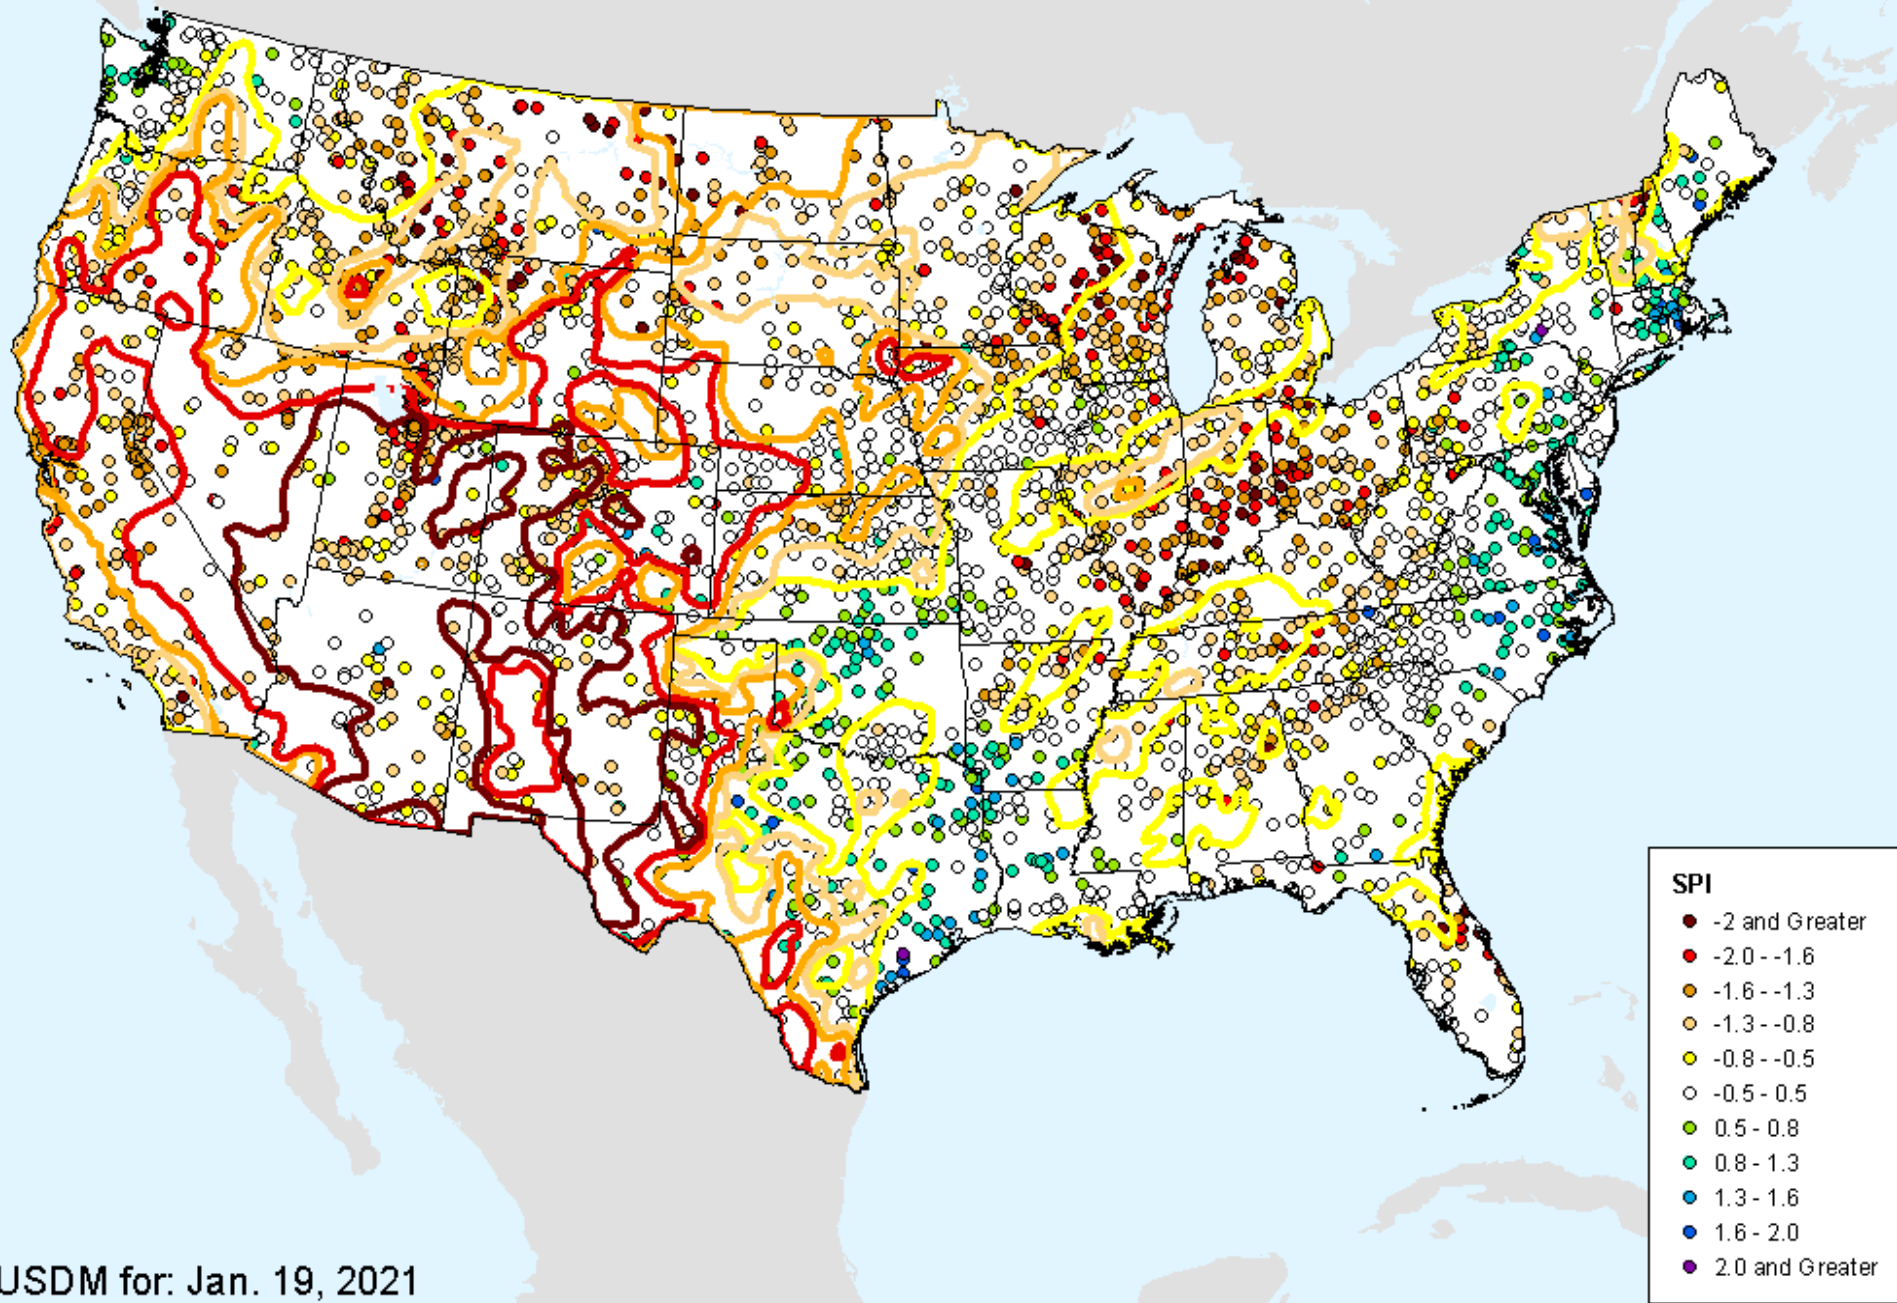 SPI
-2 and Greater
-2.0 - -1.6
-1.6 - -1.3
-1.3 - -0.8
-0.8 - -0.5
-0.5 - 0.5
0.5 - 0.8
0.8 - 1.3
1.3 - 1.6
1.6 - 2.0
2.0 and Greater
USDM for: Jan. 19, 2021